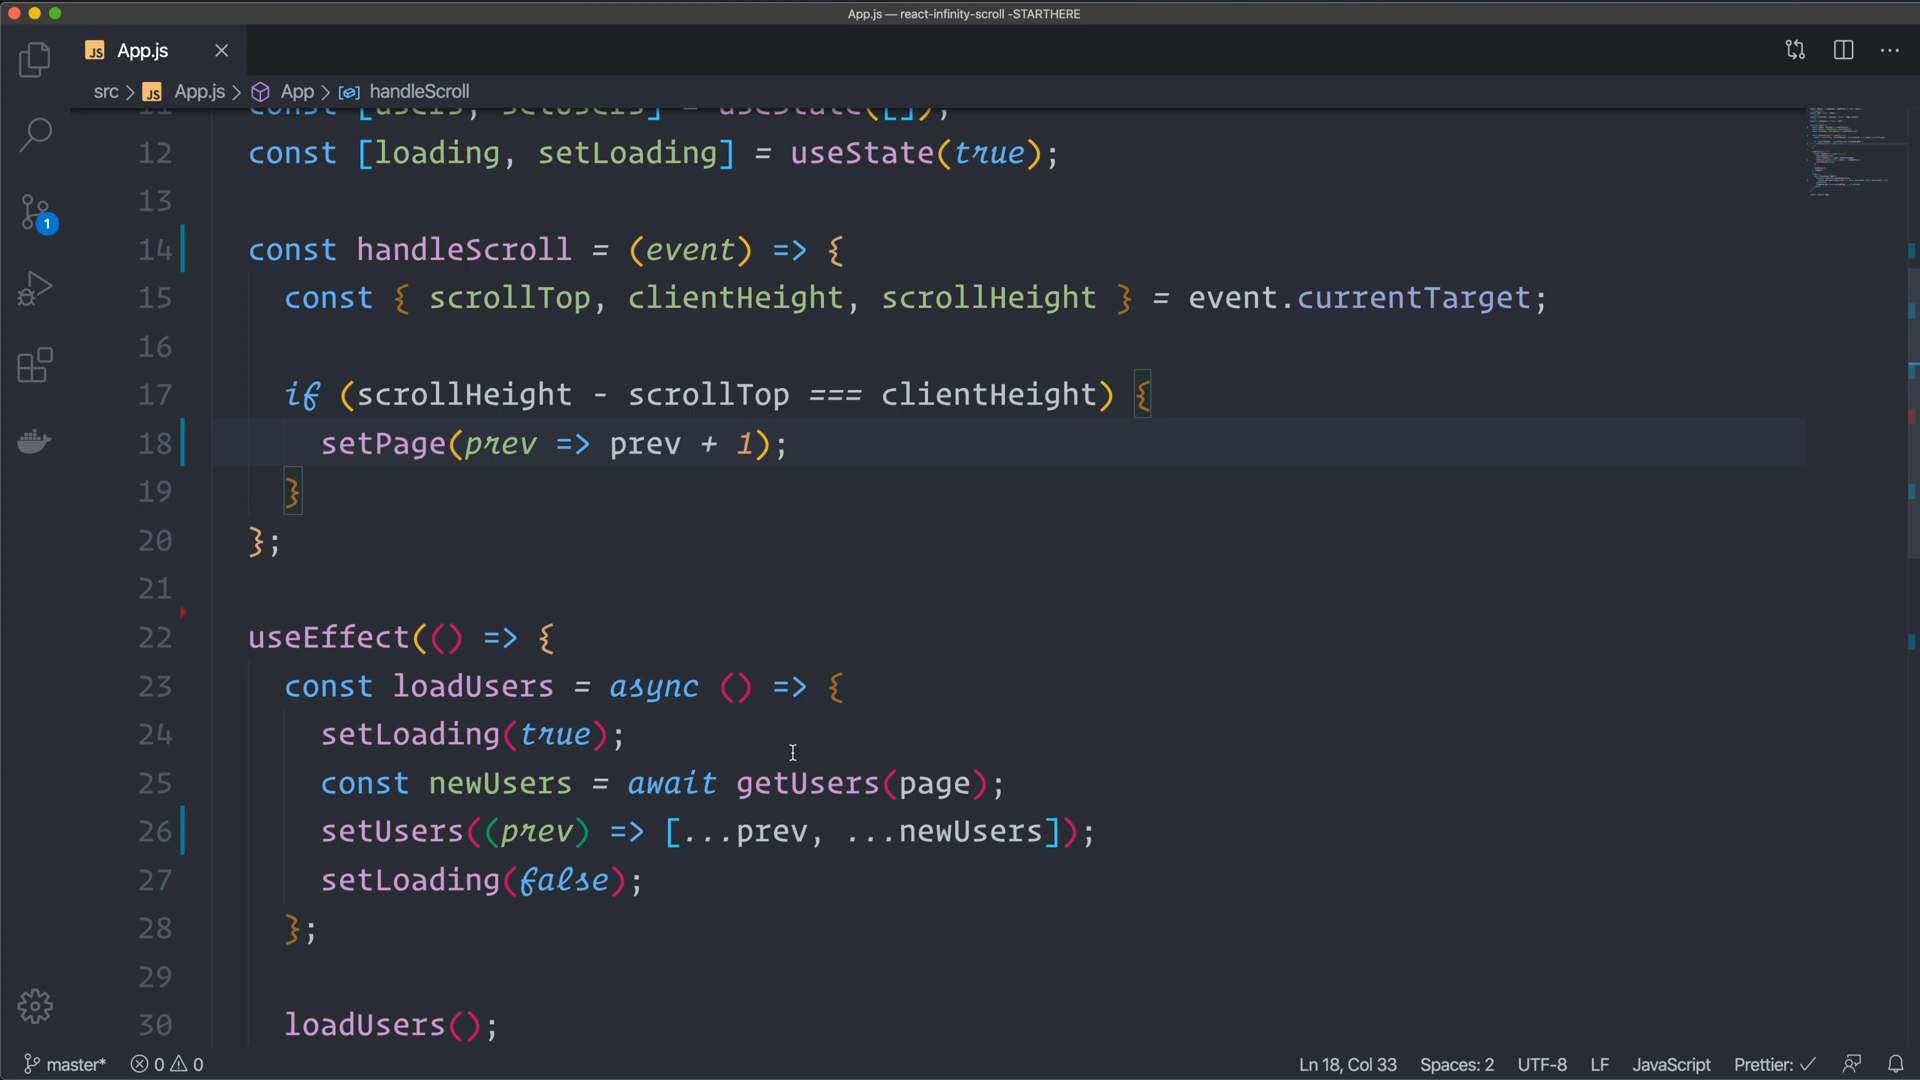 App.js — react-infinity-scroll -STARTHERE
JS App.js
src > JS App.js > App > handleScroll
11 const [users, setUsers] = useState([]);
12 const [loading, setLoading] = useState(true);
13
14 const handleScroll = (event) => {
15 const { scrollTop, clientHeight, scrollHeight } = event.currentTarget;
16
17 if (scrollHeight - scrollTop === clientHeight) {
18 setPage(prev => prev + 1);
19 }
20 };
21
22 useEffect(() => {
23 const loadUsers = async () => {
24 setLoading(true);
25 const newUsers = await getUsers(page);
26 setUsers((prev) => [...prev, ...newUsers]);
27 setLoading(false);
28 };
29
30 loadUsers();
1
master* 0 0 Ln 18, Col 33 Spaces: 2 UTF-8 LF JavaScript Prettier: ✓